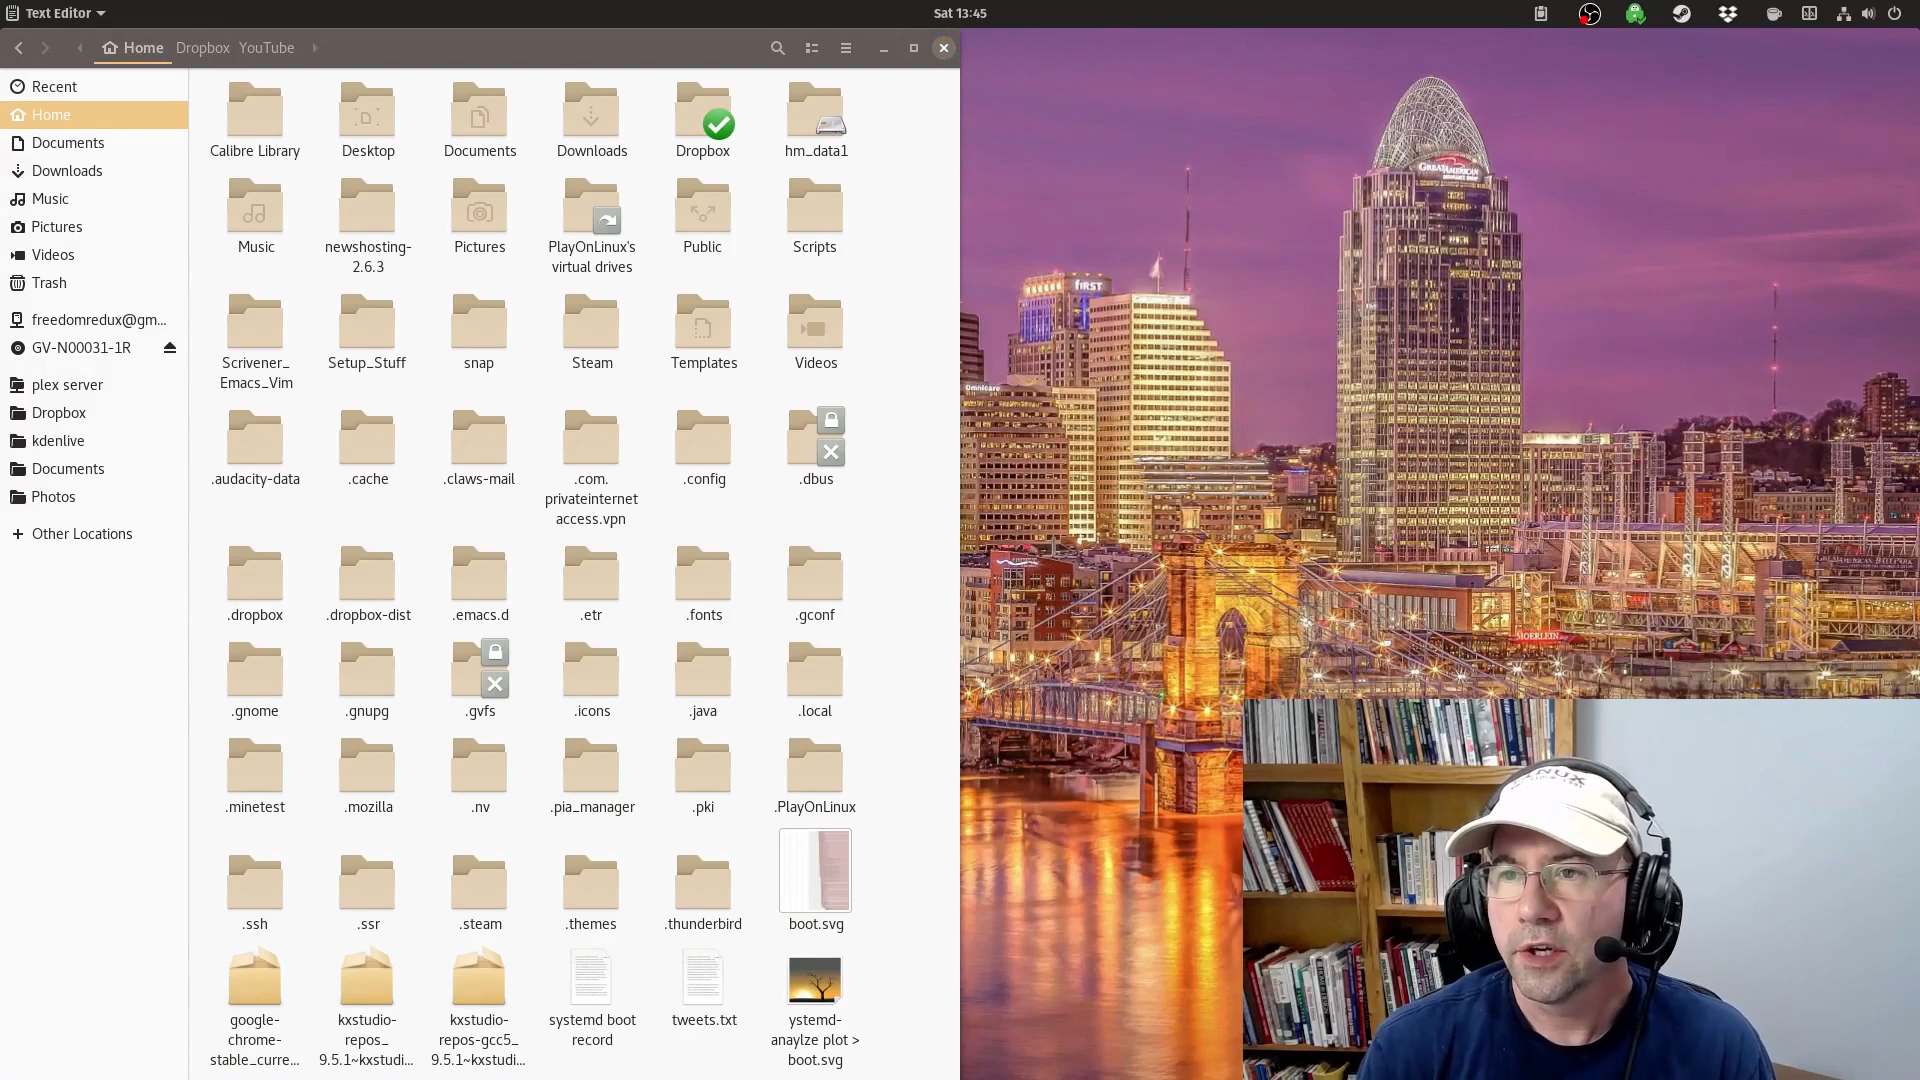 Text Editor
Sat 13:45
Home
Dropbox
YouTube
Recent
Home
Documents
Downloads
Music
Pictures
Videos
Trash
freedomredux@gm...
GV-N00031-1R
plex server
Dropbox
kdenlive
Documents
Photos
Other Locations
Calibre Library
Desktop
Documents
Downloads
Dropbox
hm_data1
Music
newshosting-
2.6.3
Pictures
PlayOnLinux's
virtual drives
Public
Scripts
Scrivener_
Emacs_Vim
Setup_Stuff
snap
Steam
Templates
Videos
.audacity-data
.cache
.claws-mail
.com.
privateinternet
access.vpn
.config
.dbus
.dropbox
.dropbox-dist
.emacs.d
.etr
.fonts
.gconf
.gnome
.gnupg
.gvfs
.icons
.java
.local
.minetest
.mozilla
.nv
.pia_manager
.pki
.PlayOnLinux
.ssh
.ssr
.steam
.themes
.thunderbird
boot.svg
google-
chrome-
stable_curre...
kxstudio-
repos_
9.5.1~kxstudi...
kxstudio-
repos-gcc5_
9.5.1~kxstudi...
systemd boot
record
tweets.txt
ystemd-
anaylze plot >
boot.svg
GREAT AMERICAN
FIRST
Omnicare
MOERLEIN